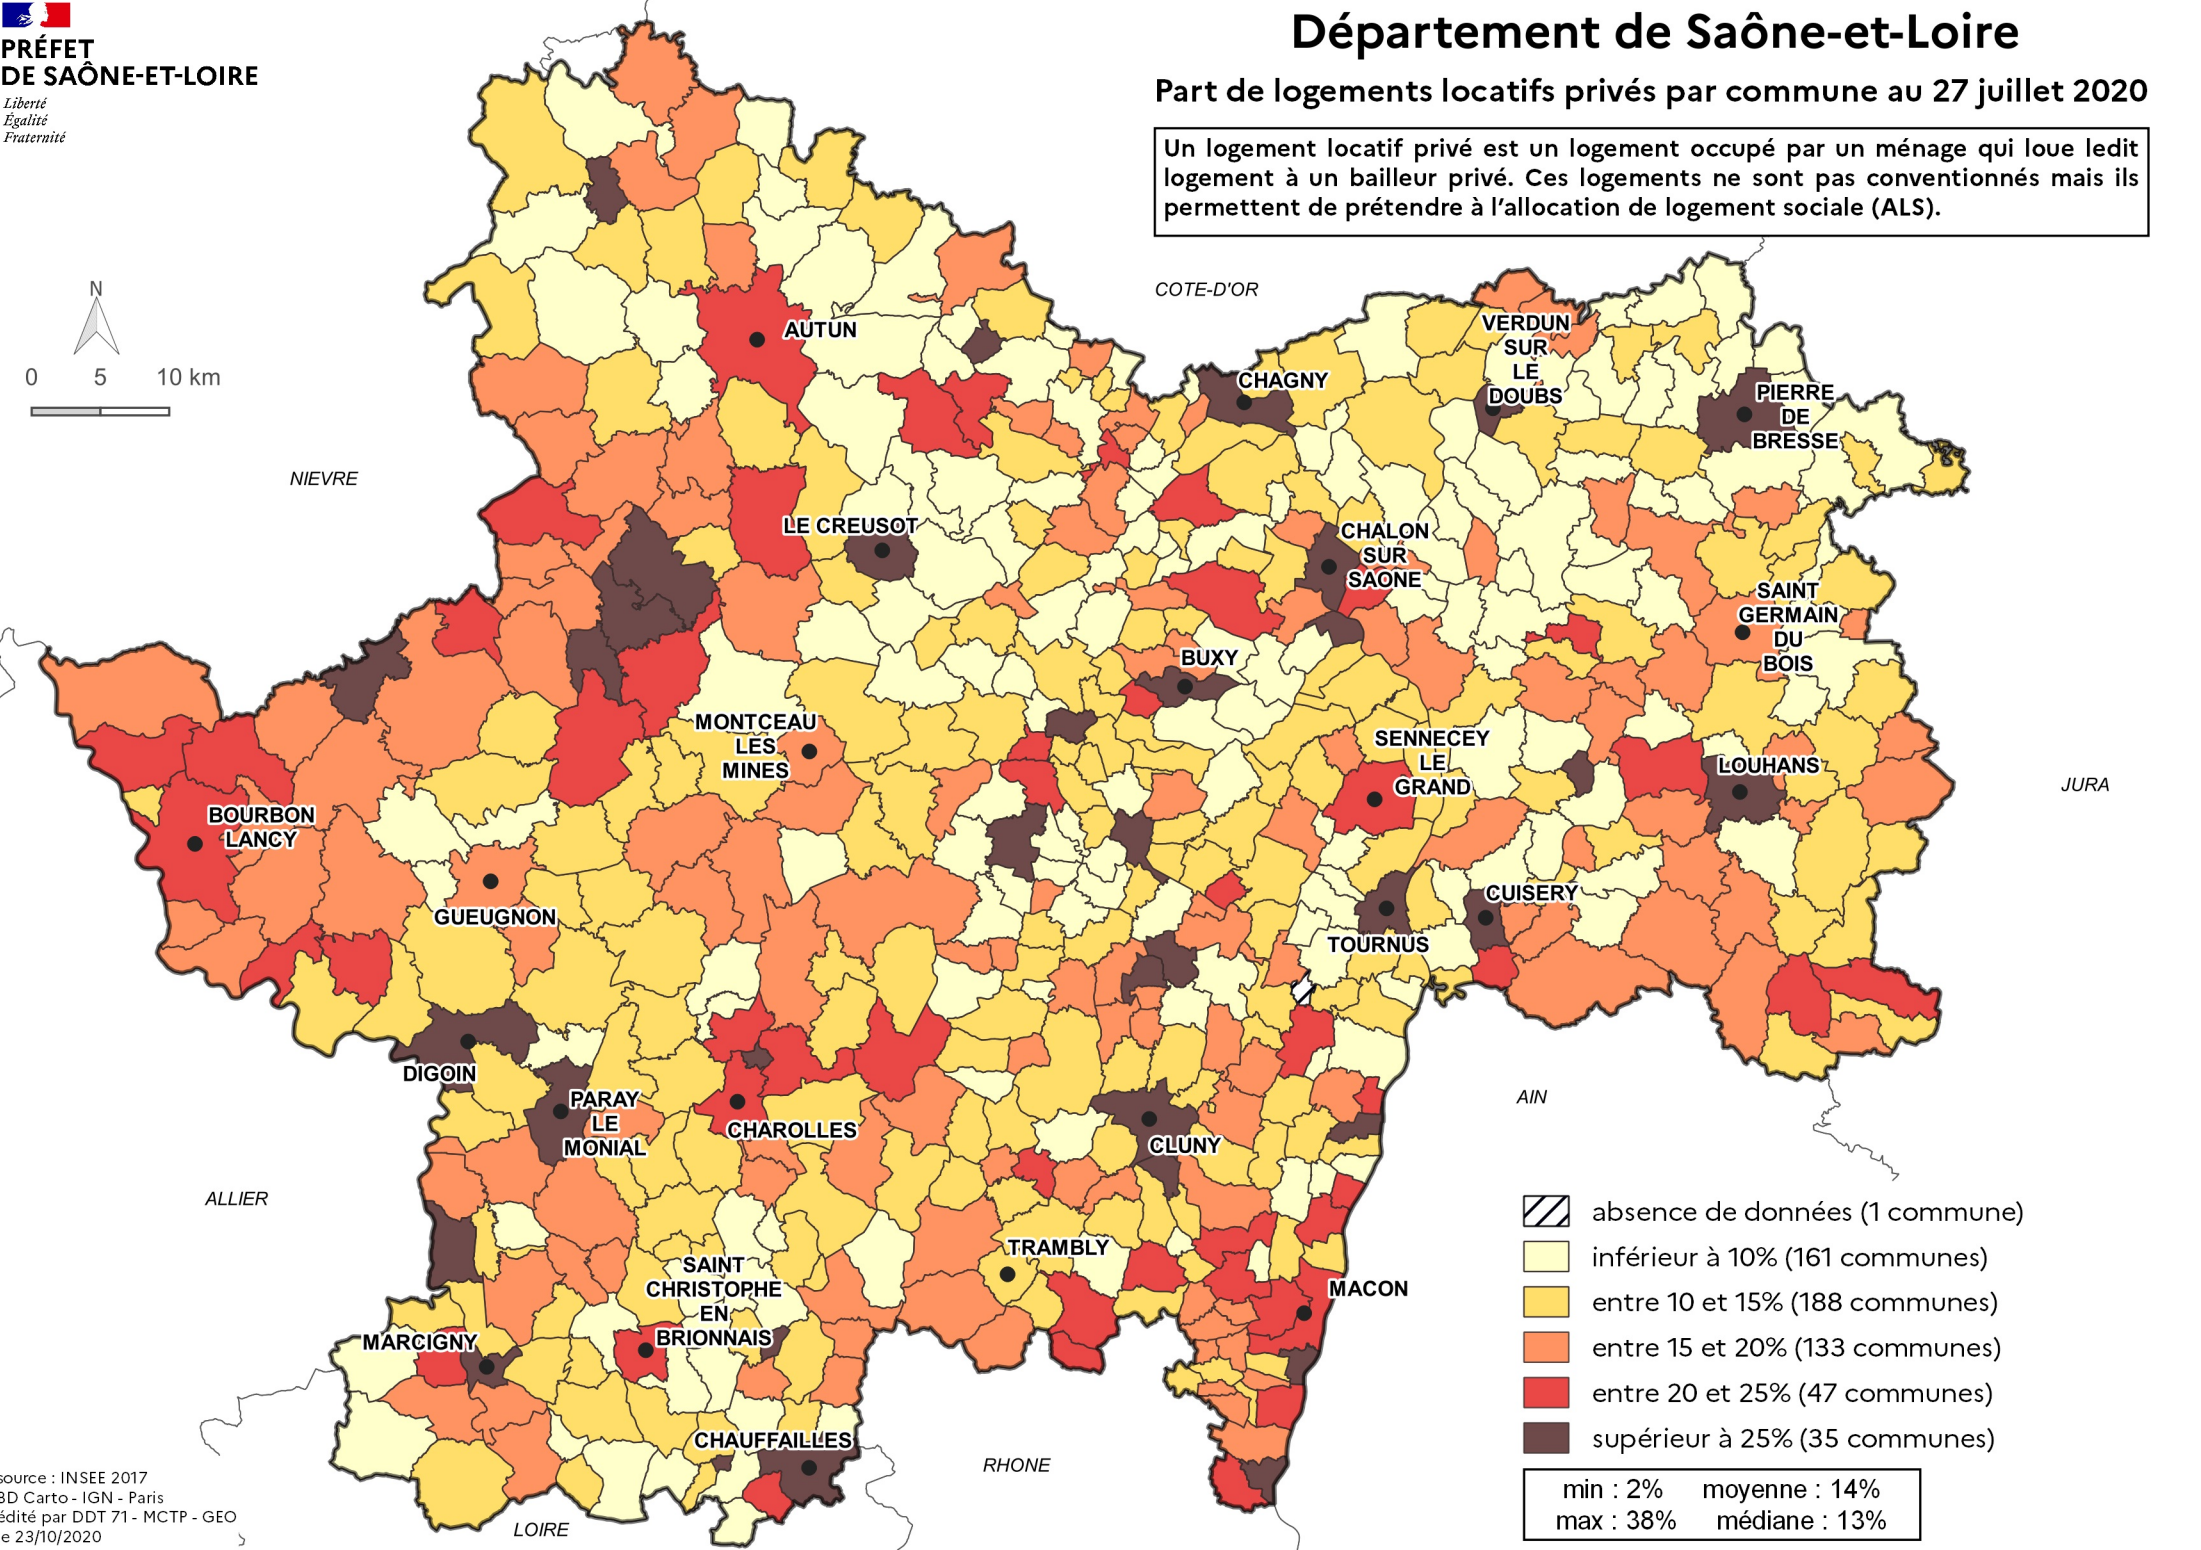 PRÉFET
DE SAÔNE-ET-LOIRE
Liberté
Égalité
Fraternité
Département de Saône-et-Loire
Part de logements locatifs privés par commune au 27 juillet 2020
Un logement locatif privé est un logement occupé par un ménage qui loue ledit
logement à un bailleur privé. Ces logements ne sont pas conventionnés mais ils
permettent de prétendre à l'allocation de logement sociale (ALS).
N
0 5 10 km
COTE-D'OR
NIEVRE
JURA
AIN
ALLIER
RHONE
LOIRE
AUTUN
VERDUN
SUR
LE
DOUBS
CHAGNY
PIERRE
DE
BRESSE
LE CREUSOT
CHALON
SUR
SAONE
SAINT
GERMAIN
DU
BOIS
BUXY
MONTCEAU
LES
MINES
SENNECEY
LE
GRAND
LOUHANS
BOURBON
LANCY
GUEUGNON
CUISERY
TOURNUS
DIGOIN
PARAY
LE
MONIAL
CHAROLLES
CLUNY
TRAMBLY
SAINT
CHRISTOPHE
EN
BRIONNAIS
MACON
MARCIGNY
CHAUFFAILLES
absence de données (1 commune)
inférieur à 10% (161 communes)
entre 10 et 15% (188 communes)
entre 15 et 20% (133 communes)
entre 20 et 25% (47 communes)
supérieur à 25% (35 communes)
min : 2% moyenne : 14%
max : 38% médiane : 13%
source : INSEE 2017
BD Carto - IGN - Paris
édité par DDT 71 - MCTP - GEO
le 23/10/2020